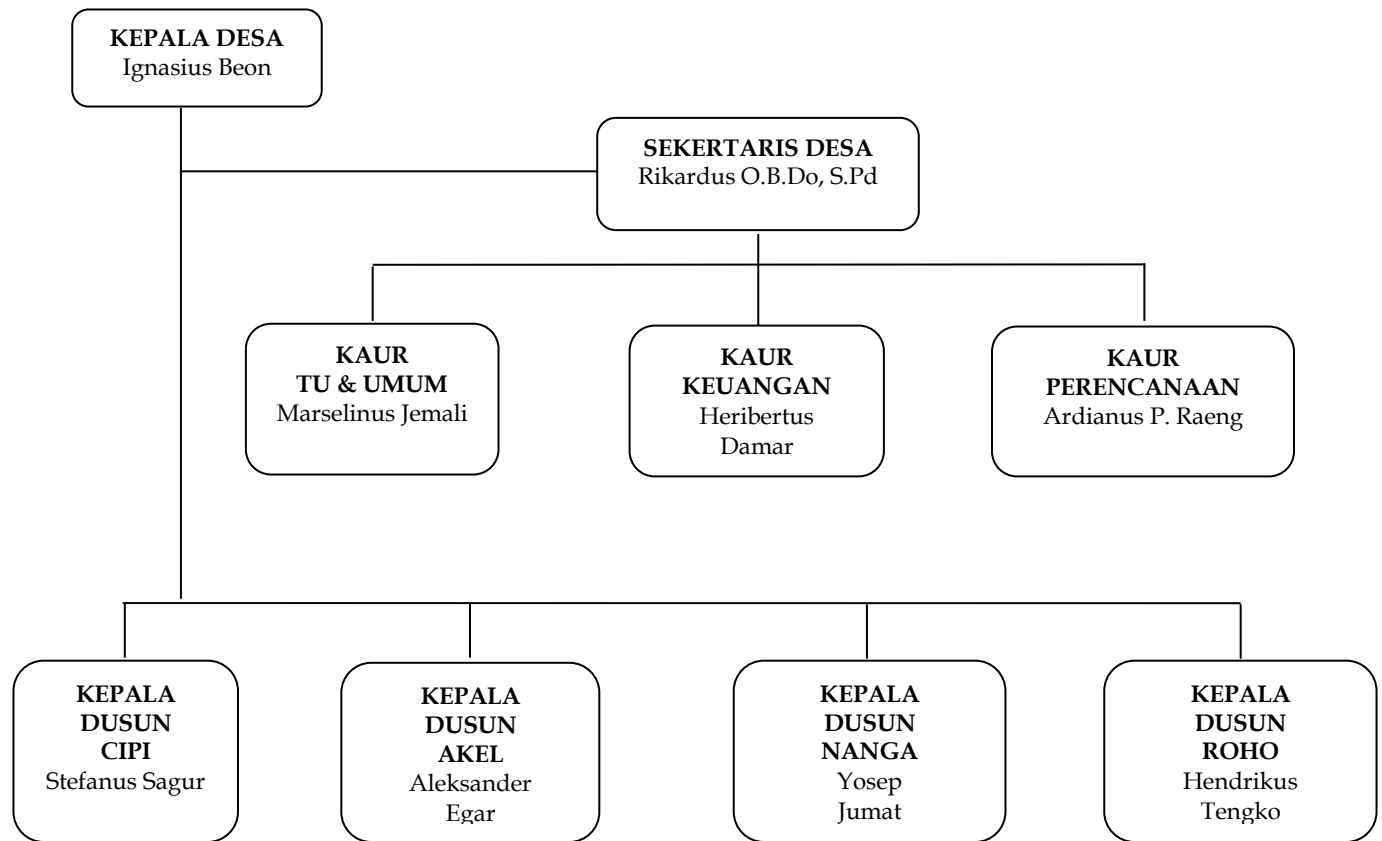 KEPALA DESA
Ignasius Beon
SEKERTARIS DESA
Rikardus O.B.Do, S.Pd
KAUR
TU & UMUM
Marselinus Jemali
KAUR
KEUANGAN
Heribertus
Damar
KAUR
PERENCANAAN
Ardianus P. Raeng
KEPALA
DUSUN
CIPI
Stefanus Sagur
KEPALA
DUSUN
AKEL
Aleksander
Egar
KEPALA
DUSUN
NANGA
Yosep
Jumat
KEPALA
DUSUN
ROHO
Hendrikus
Tengko